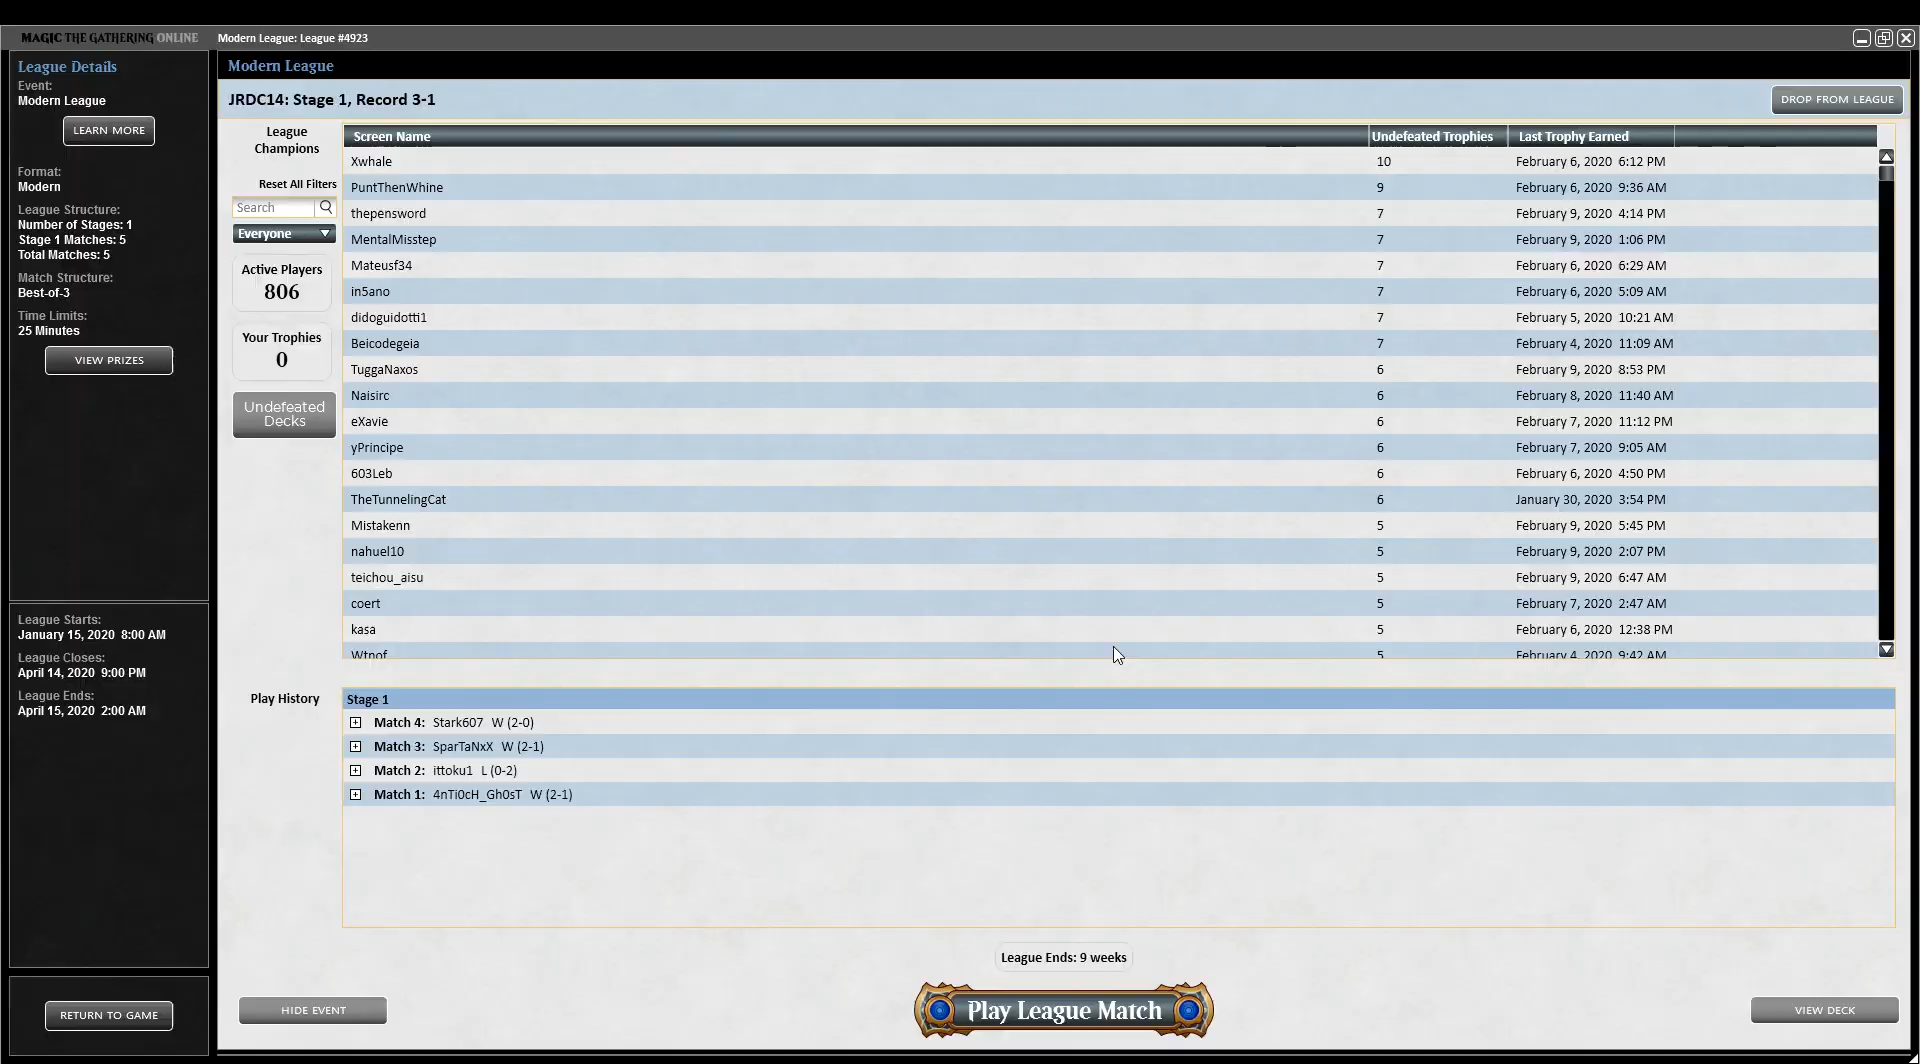 MAGIC THE GATHERING ONLINE
Modern League: League #4923
League Details
Event:
Modern League
LEARN MORE
Format:
Modern
League Structure:
Number of Stages: 1
Stage 1 Matches: 5
Total Matches: 5
Match Structure:
Best-of-3
Time Limits:
25 Minutes
VIEW PRIZES
League Starts:
January 15, 2020 8:00 AM
League Closes:
April 14, 2020 9:00 PM
League Ends:
April 15, 2020 2:00 AM
RETURN TO GAME
Modern League
JRDC14: Stage 1, Record 3-1
DROP FROM LEAGUE
League
Champions
Reset All Filters
Search
Everyone
Active Players
806
Your Trophies
0
Undefeated
Decks
Screen Name Undefeated Trophies Last Trophy Earned
Xwhale 10 February 6, 2020 6:12 PM
PuntThenWhine 9 February 6, 2020 9:36 AM
thepensword 7 February 9, 2020 4:14 PM
MentalMisstep 7 February 9, 2020 1:06 PM
Mateusf34 7 February 6, 2020 6:29 AM
in5ano 7 February 6, 2020 5:09 AM
didoguidotti1 7 February 5, 2020 10:21 AM
Beicodegeia 7 February 4, 2020 11:09 AM
TuggaNaxos 6 February 9, 2020 8:53 PM
Naisirc 6 February 8, 2020 11:40 AM
eXavie 6 February 7, 2020 11:12 PM
yPrincipe 6 February 7, 2020 9:05 AM
603Leb 6 February 6, 2020 4:50 PM
TheTunnelingCat 6 January 30, 2020 3:54 PM
Mistakenn 5 February 9, 2020 5:45 PM
nahuel10 5 February 9, 2020 2:07 PM
teichou_aisu 5 February 9, 2020 6:47 AM
coert 5 February 7, 2020 2:47 AM
kasa 5 February 6, 2020 12:38 PM
5 February 4, 2020 9:42 AM
Play History
Stage 1
Match 4: Stark607 W (2-0)
Match 3: SparTaNxX W (2-1)
Match 2: ittoku1 L (0-2)
Match 1: 4nTi0cH_Gh0sT W (2-1)
League Ends: 9 weeks
HIDE EVENT
Play League Match
VIEW DECK